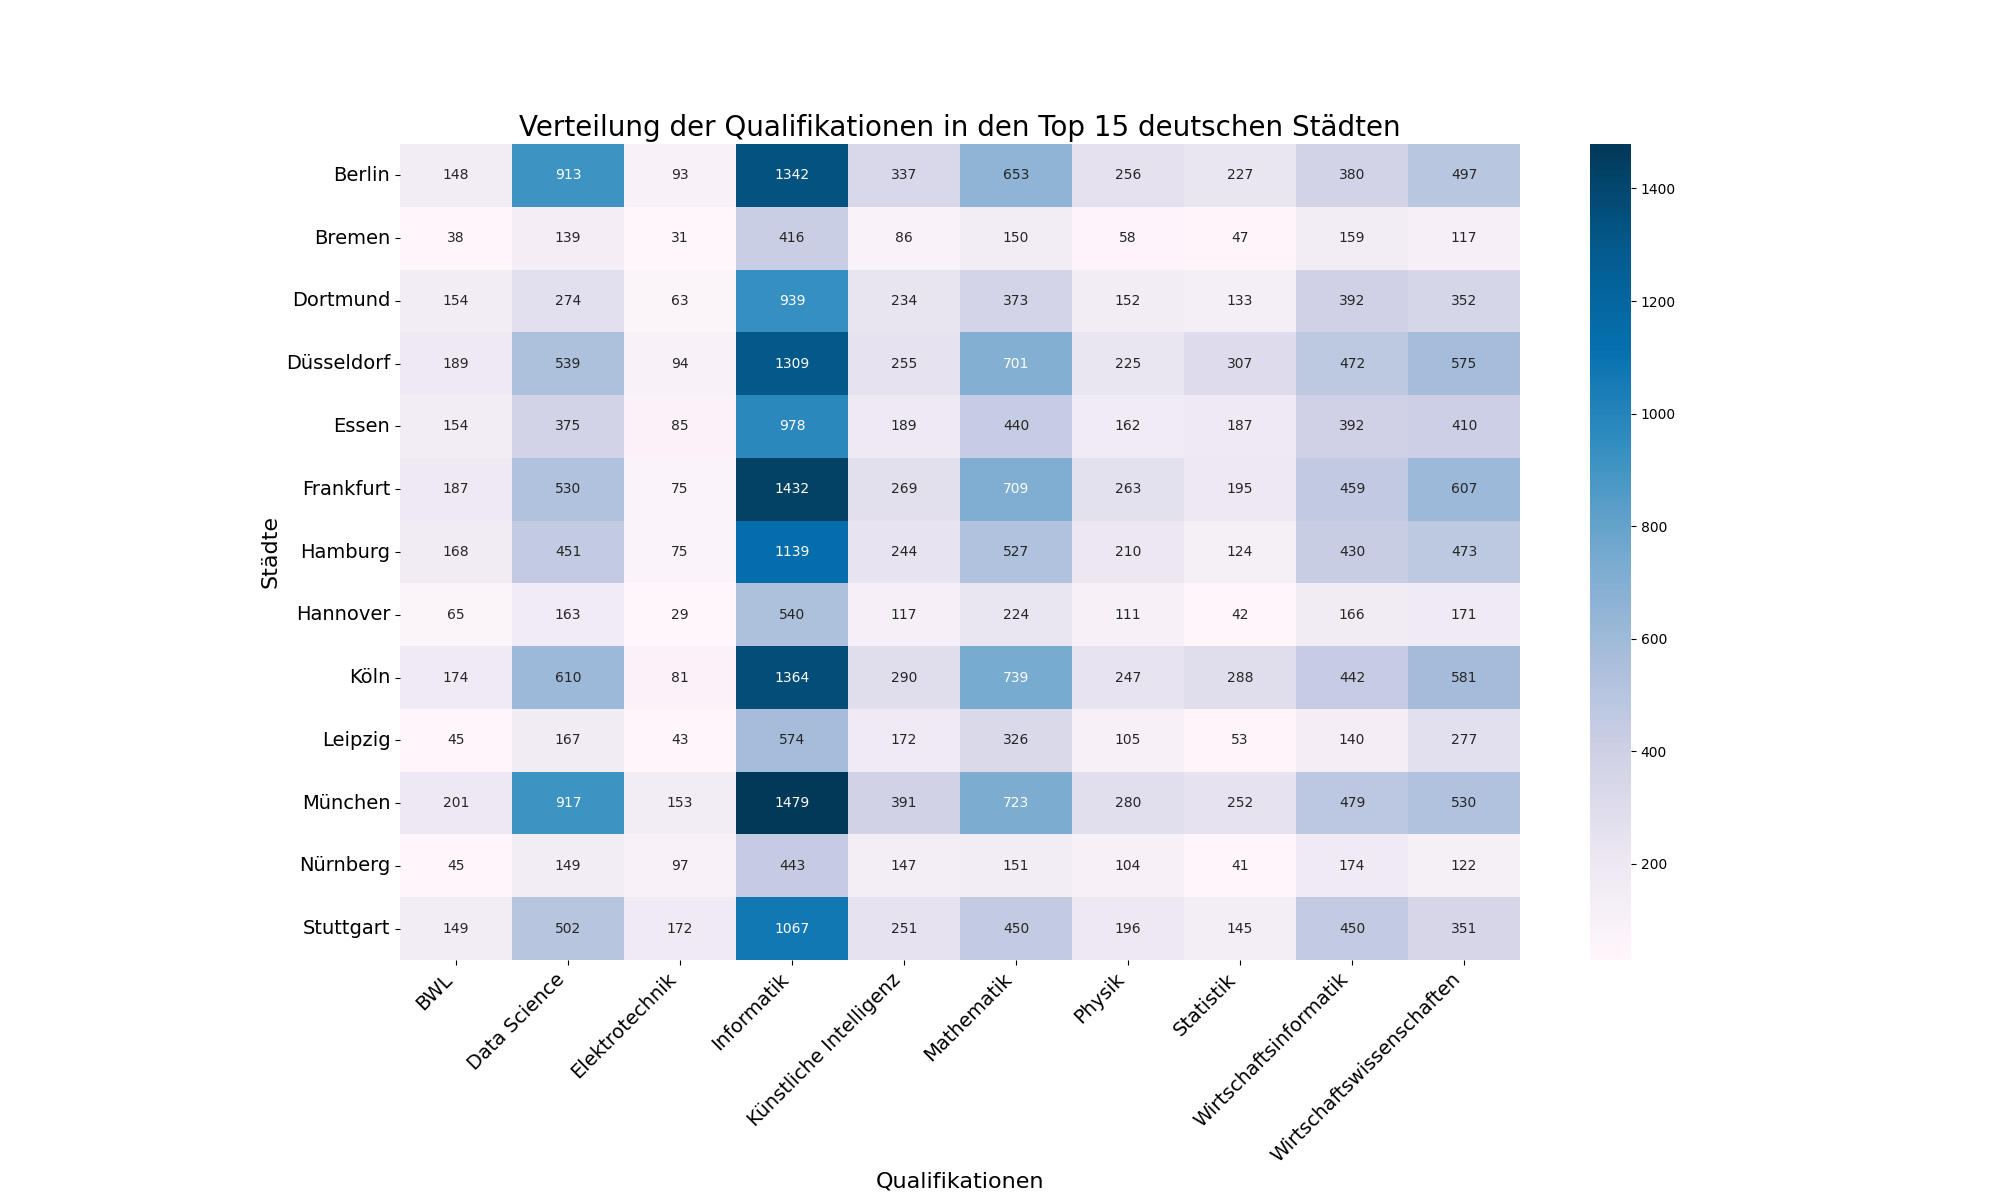 Verteilung der Qualifikationen in den Top 15 deutschen Städten
Städte
Berlin 148 913 93 1342 337 653 256 227 380 497
Bremen 38 139 31 416 86 150 58 47 159 117
Dortmund 154 274 63 939 234 373 152 133 392 352
Düsseldorf 189 539 94 1309 255 701 225 307 472 575
Essen 154 375 85 978 189 440 162 187 392 410
Frankfurt 187 530 75 1432 269 709 263 195 459 607
Hamburg 168 451 75 1139 244 527 210 124 430 473
Hannover 65 163 29 540 117 224 111 42 166 171
Köln 174 610 81 1364 290 739 247 288 442 581
Leipzig 45 167 43 574 172 326 105 53 140 277
München 201 917 153 1479 391 723 280 252 479 530
Nürnberg 45 149 97 443 147 151 104 41 174 122
Stuttgart 149 502 172 1067 251 450 196 145 450 351
BWL
Data Science
Elektrotechnik
Informatik
Künstliche Intelligenz
Mathematik
Physik
Statistik
Wirtschaftsinformatik
Wirtschaftswissenschaften
Qualifikationen
1400
1200
1000
800
600
400
200